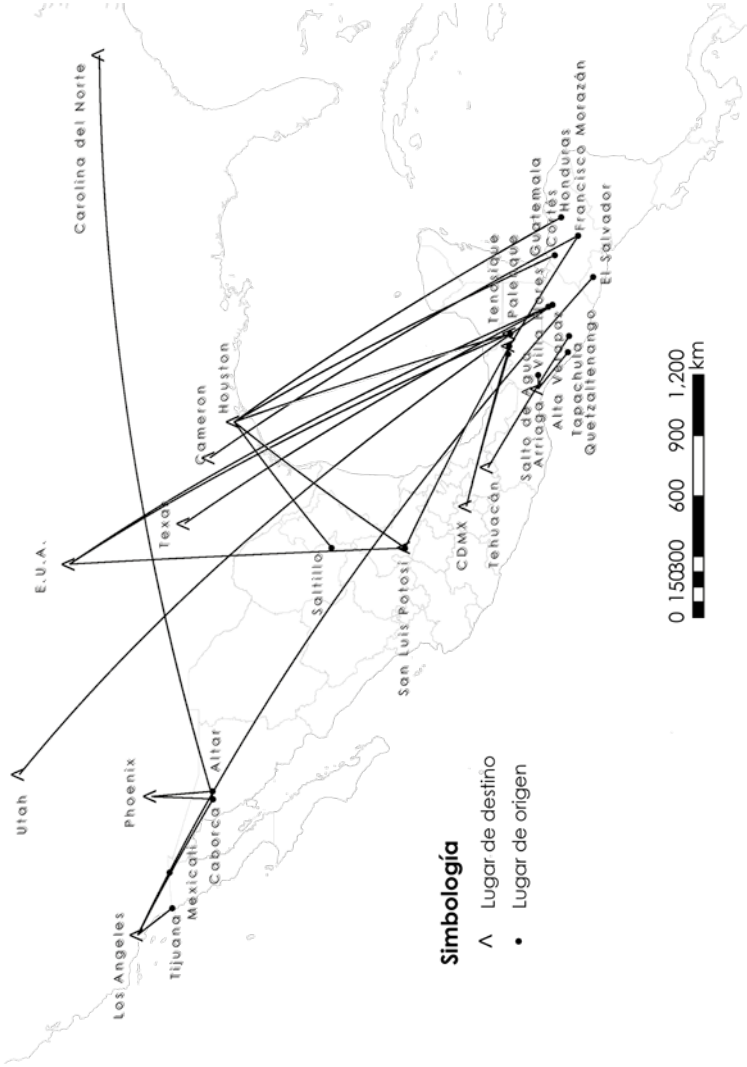 Carolina del Norte
E.U.A.
Utah
Cameron
Houston
Texas
Phoenix
Los Angeles
Altar
Caborca
Mexicali
Tijuana
Saltillo
San Luis Potosí
CDMX
Tehuacán
Tenosique
Palenque
Salto de Agua
Villa Flores
Guatemala
Arriaga
Cortés
Honduras
Alta Verapaz
Francisco Morazán
Tapachula
Quetzaltenango
El Salvador
Simbología
^ Lugar de destino
• Lugar de origen
0 150300 600 900 1,200
km